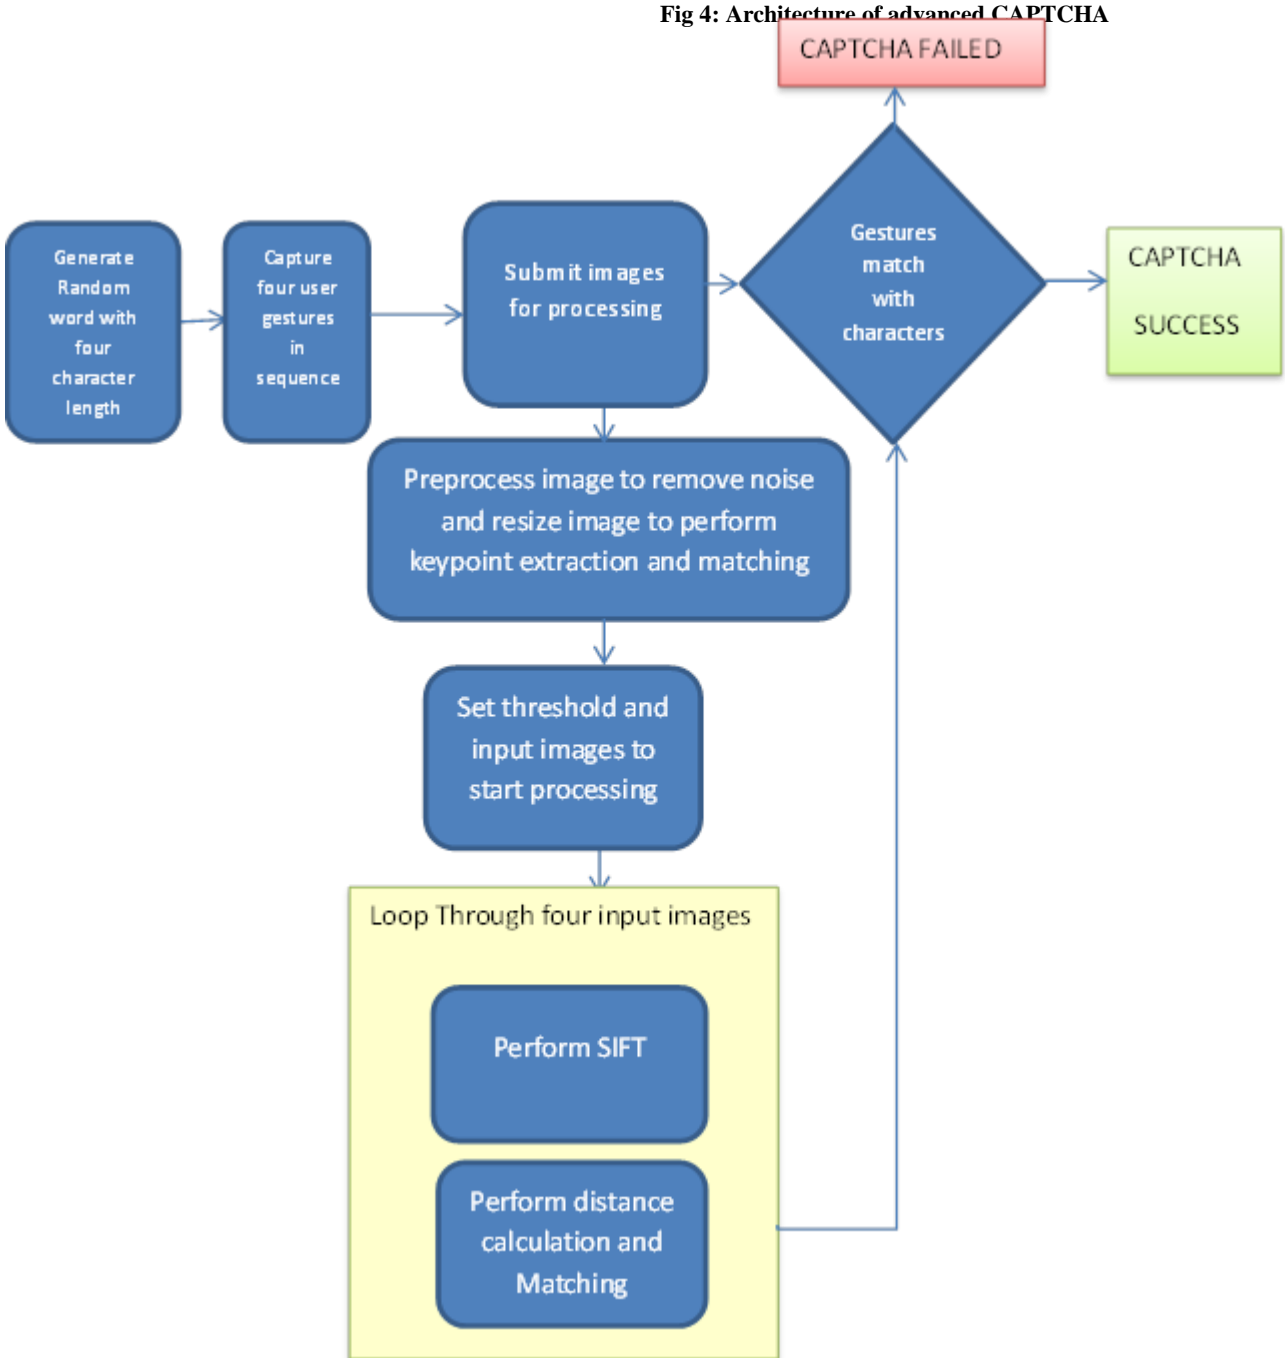 Fig 4: Architecture of advanced CAPTCHA
CAPTCHA FAILED
Generate
Random
word with
four
character
length
Capture
four user
gestures
in
sequence
Submit images
for processing
Gestures
match
with
characters
CAPTCHA
SUCCESS
Preprocess image to remove noise
and resize image to perform
keypoint extraction and matching
Set threshold and
input images to
start processing
Loop Through four input images
Perform SIFT
Perform distance
calculation and
Matching